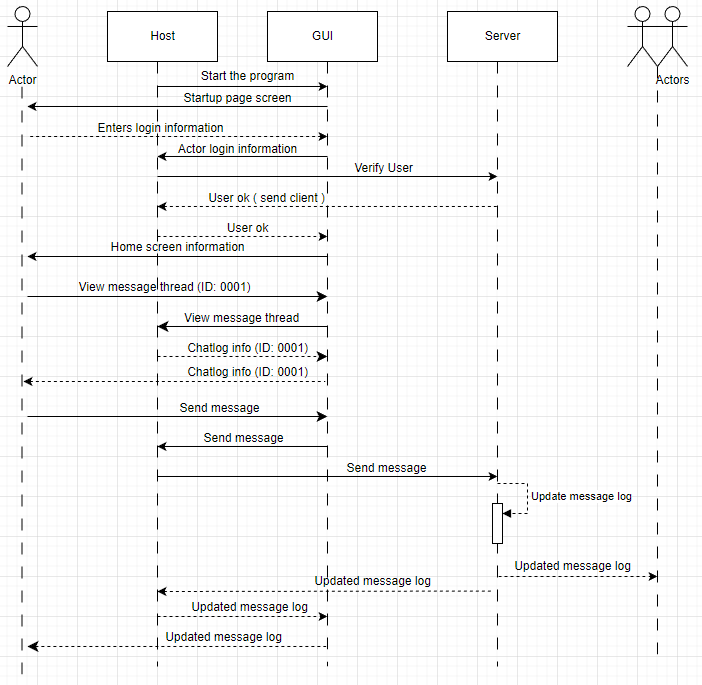 Host
GUI
Server
Actor
Actors
Start the program
Startup page screen
Enters login information
Actor login information
Verify User
User ok ( send client )
User ok
Home screen information
View message thread (ID: 0001)
View message thread
Chatlog info (ID: 0001)
Chatlog info (ID: 0001)
Send message
Send message
Send message
Update message log
Updated message log
Updated message log
Updated message log
Updated message log